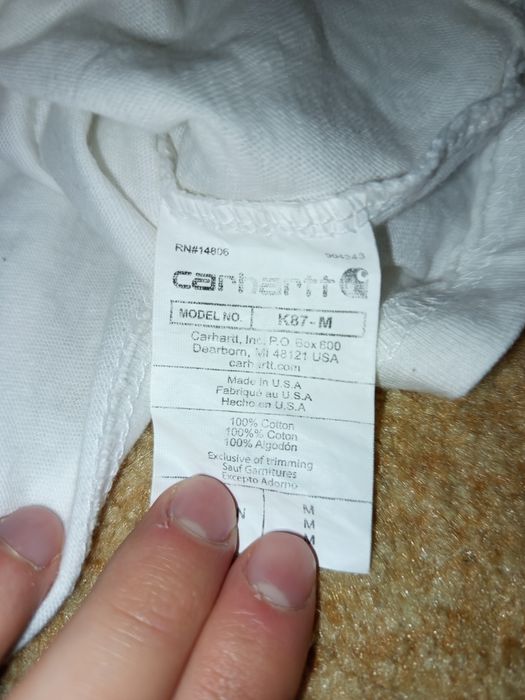 RN#14806 904343
carhartt
MODEL NO. K87-M
Carhartt, Inc. P.O. Box 600
Dearborn, MI 48121 USA
carhartt.com
Made in U.S.A
Fabriqué au U.S.A
Hecho en U.S.A
100% Cotton
100%% Coton
100% Algodón
Exclusive of trimming
Sauf Garnitures
Excepto Adorno
N M
M
M